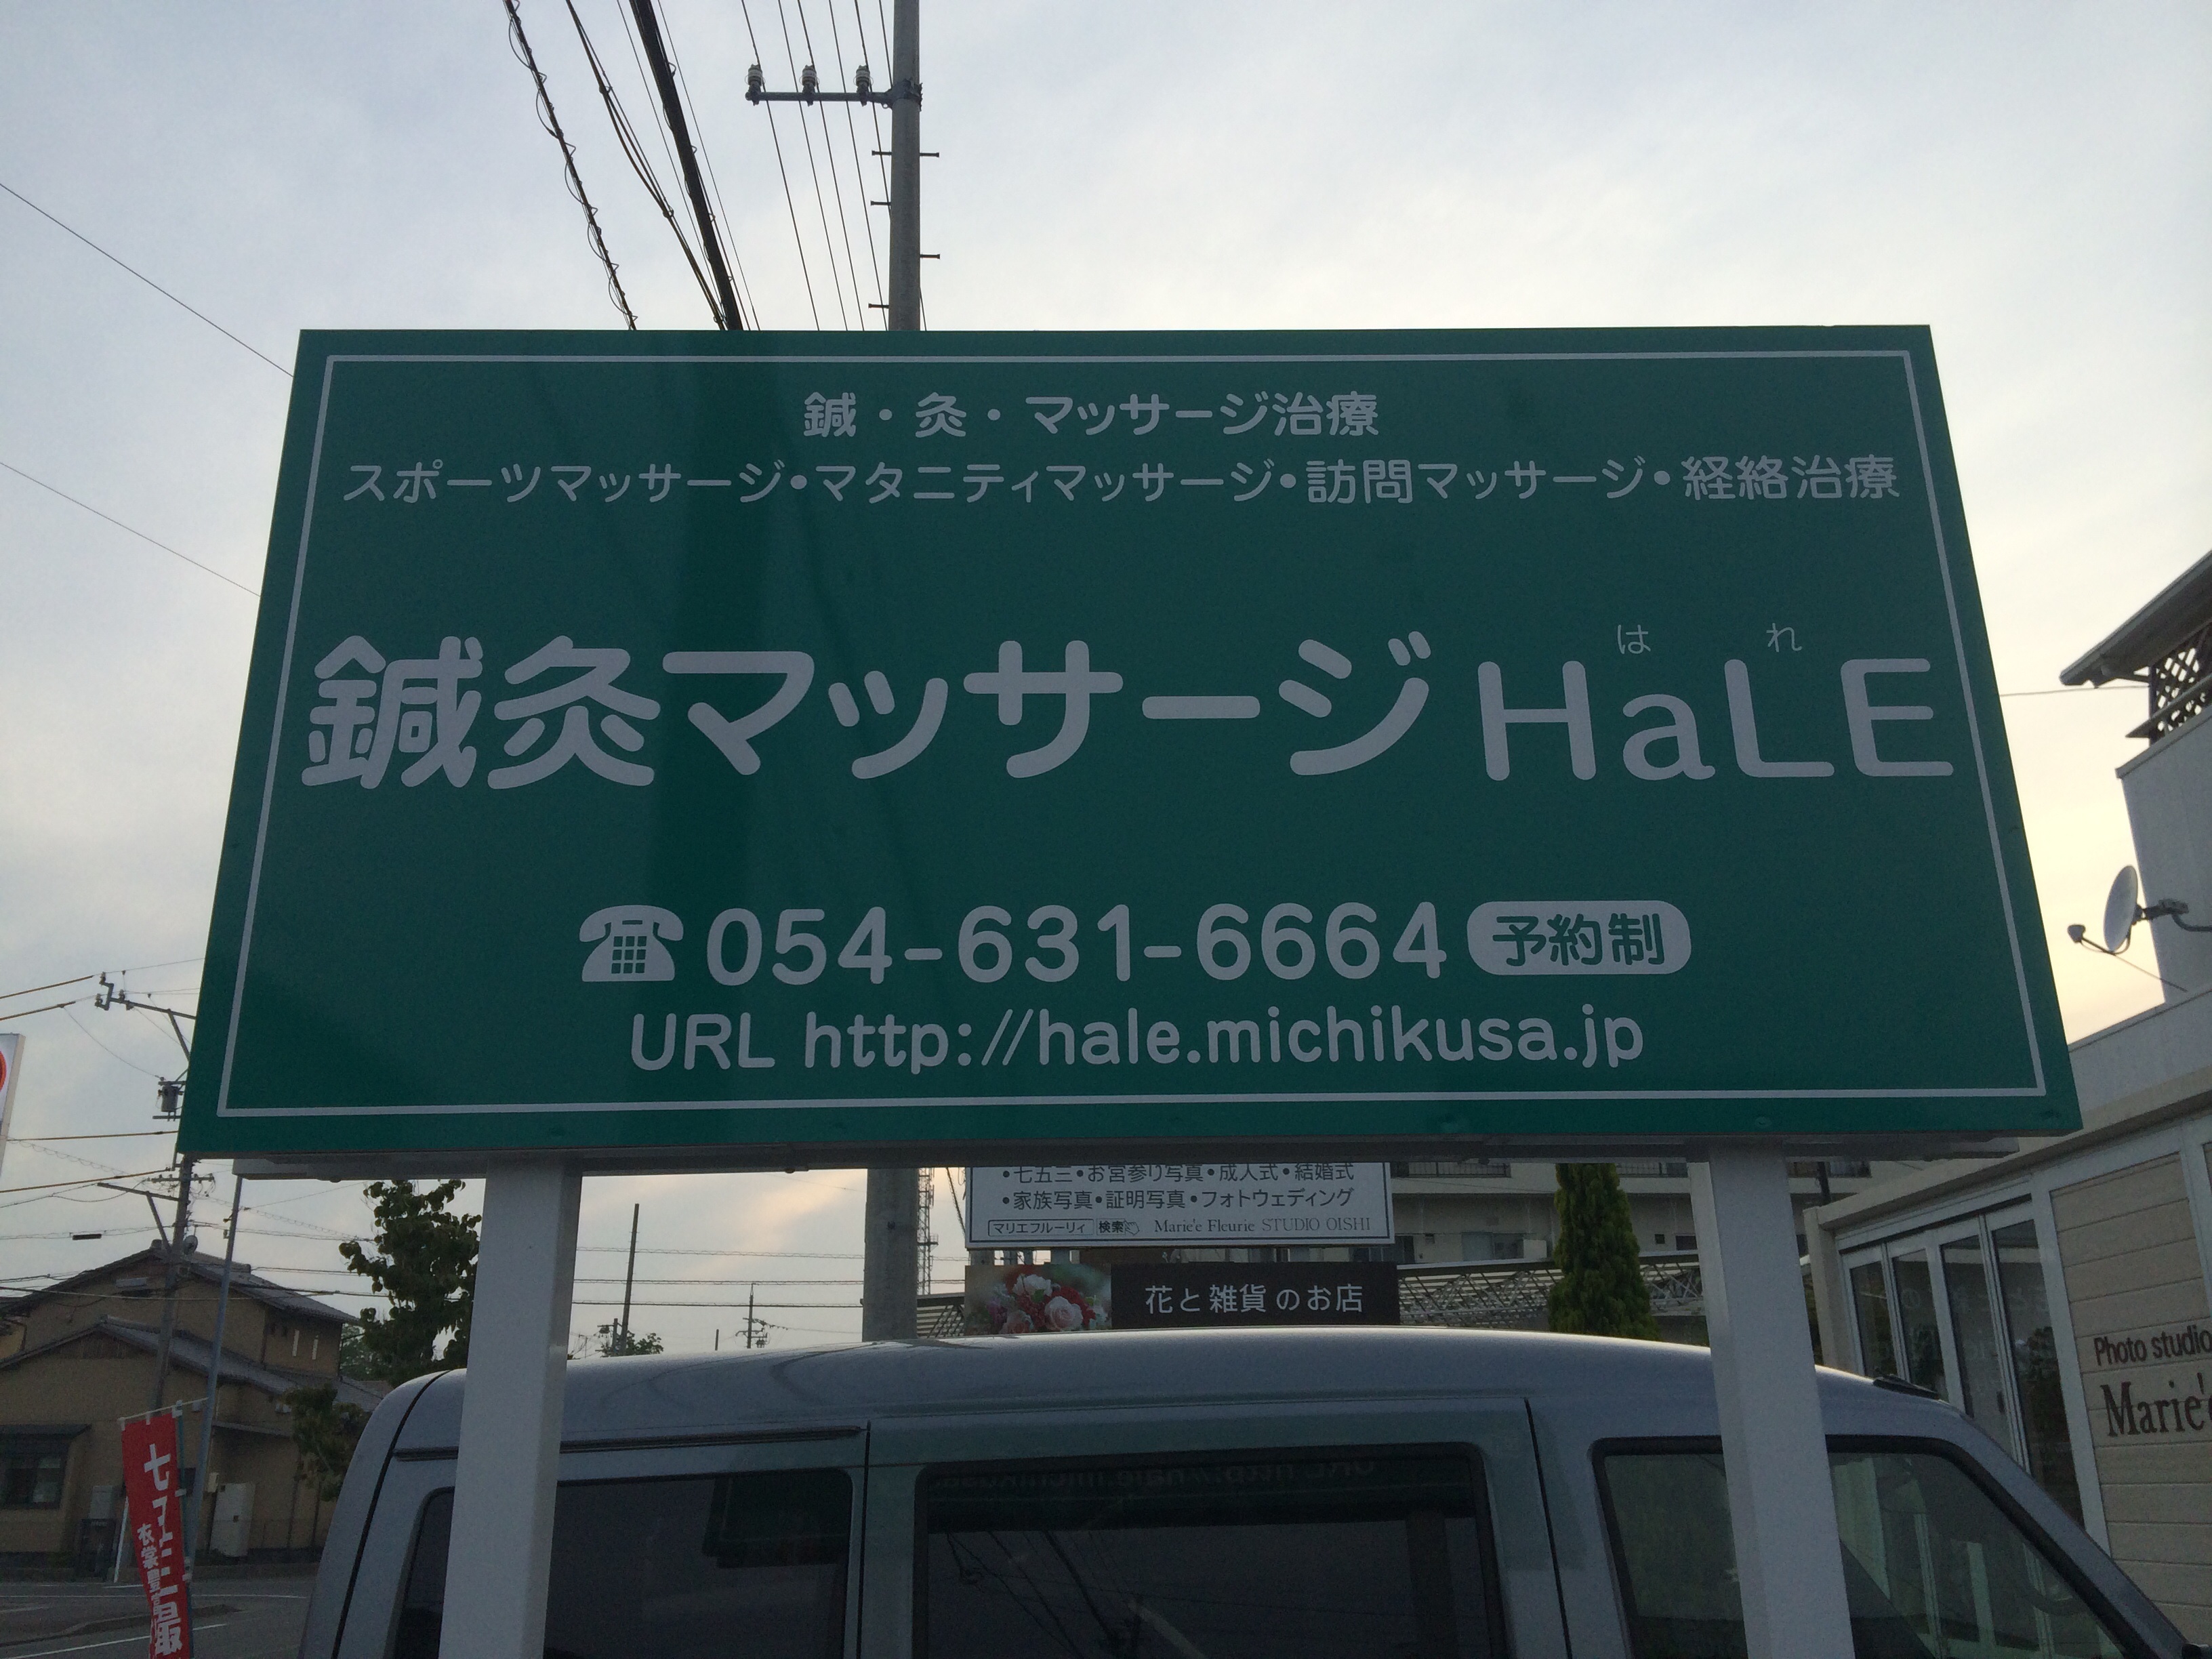 鍼・灸・マッサージ治療
スポーツマッサージ・マタニティマッサージ・訪問マッサージ・経絡治療
は れ
鍼灸マッサージHaLE
☎054-631-6664 予約制
URL http://hale.michikusa.jp
・七五三・お宮参り写真・成人式・結婚式
・家族写真・証明写真・フォトウェディング
マリエフルーリィ 検索 Marie'e Fleurie STUDIO OISHI
花と雑貨のお店
Photo studio
Marie'e
七五三
衣裳